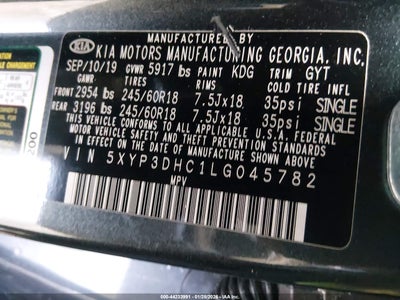 MANUFACTURED BY
KIA KIA MOTORS MANUFACTURING GEORGIA, INC.
SEP/10/19 GVWR 5917 lbs PAINT KDG TRIM GYT
GAWR TIRE RIMS COLD TIRE INFL
FRONT 2954 lbs 245/60R18 7.5Jx18 35psi SINGLE
REAR 3196 lbs 245/60R18 7.5Jx18 35psi SINGLE
THIS VEHICLE CONFORMS TO ALL APPLICABLE U.S.A. FEDERAL
MOTOR VEHICLE SAFETY AND THEFT PREVENTION STANDARDS IN
EFFECT ON THE DATE OF MANUFACTURE SHOWN ABOVE.
VIN 5XYP3DHC1LG045782
MPV